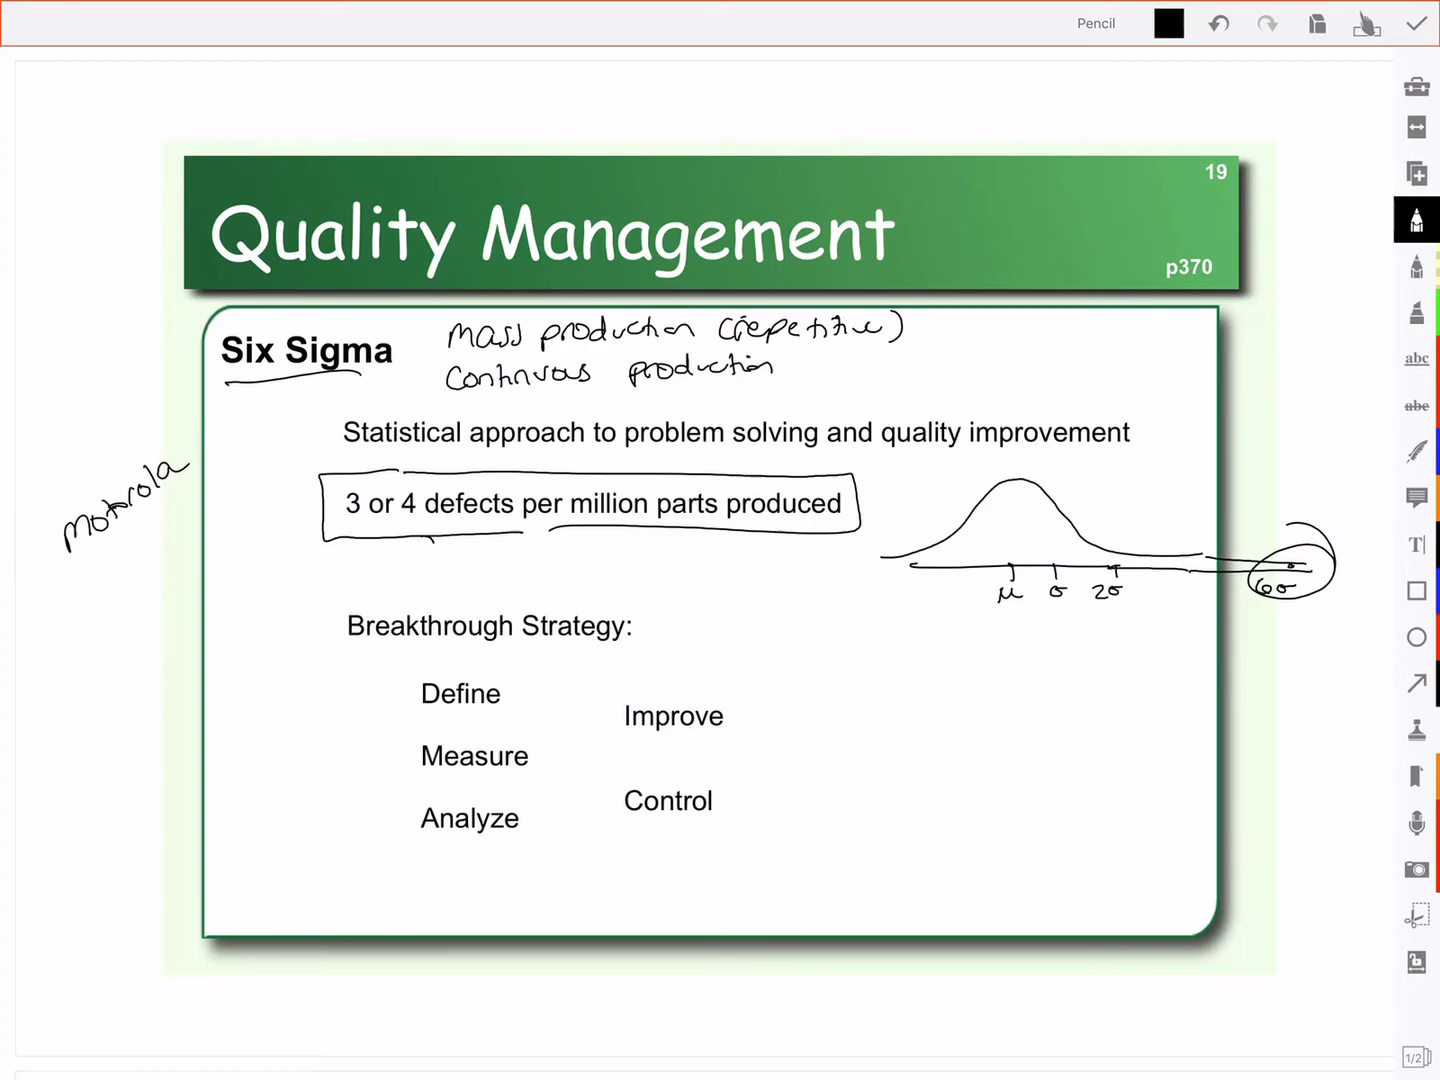 Pencil
19
Quality Management
p370
Six Sigma
Mass production (repetitive)
Continuous production
Statistical approach to problem solving and quality improvement
Motorola
3 or 4 defects per million parts produced
μ σ 2σ 6σ
Breakthrough Strategy:
Define
Improve
Measure
Control
Analyze
abc
abc
T
1/2